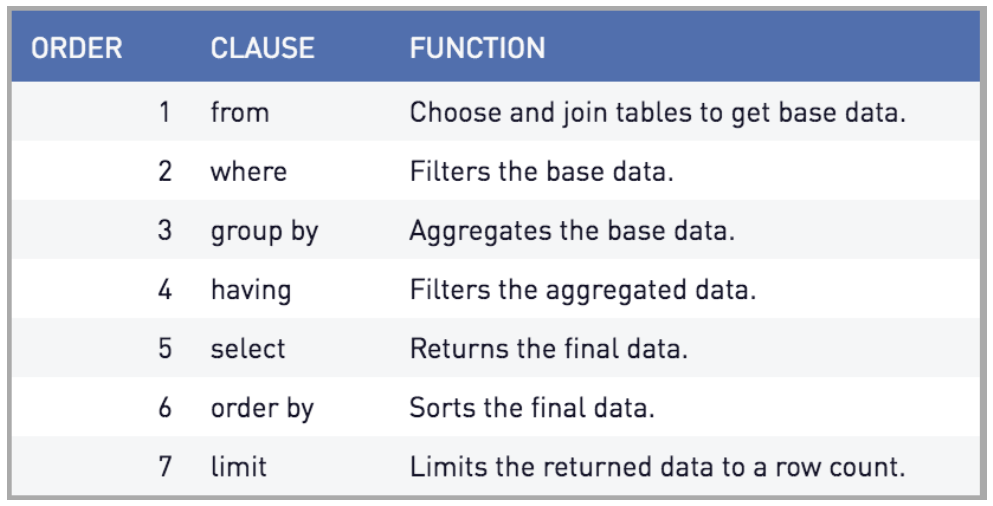 ORDER CLAUSE FUNCTION
1 from Choose and join tables to get base data.
2 where Filters the base data.
3 group by Aggregates the base data.
4 having Filters the aggregated data.
5 select Returns the final data.
6 order by Sorts the final data.
7 limit Limits the returned data to a row count.